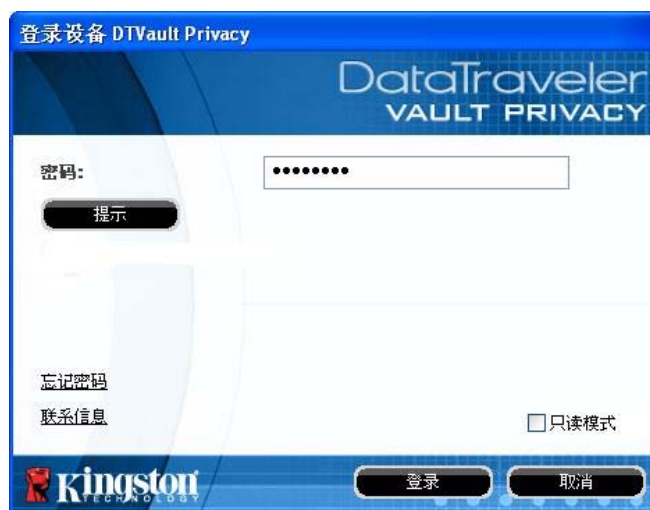 登录设备 DTVault Privacy
DataTraveler
VAULT PRIVACY
密码:
••••••••
提示
忘记密码
联系信息
只读模式
Kingston
TECHNOLOGY
登录
取消